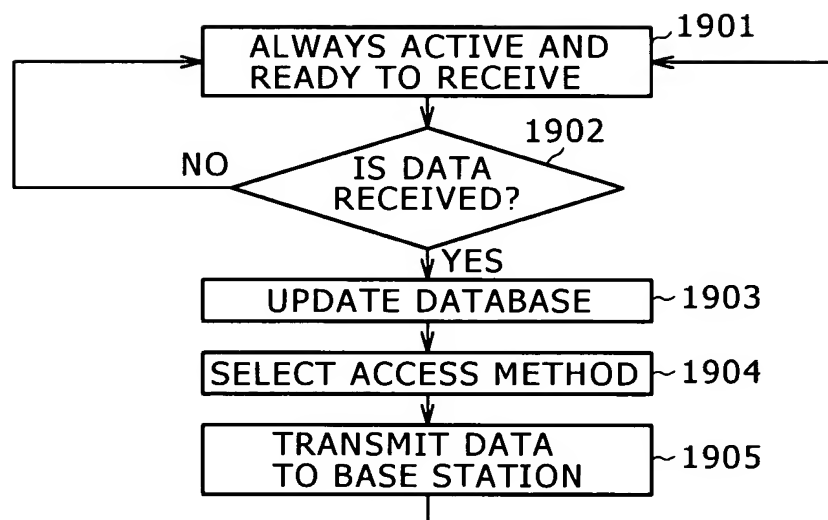 1901
ALWAYS ACTIVE AND
READY TO RECEIVE
1902
NO
IS DATA
RECEIVED?
YES
UPDATE DATABASE
1903
SELECT ACCESS METHOD
1904
TRANSMIT DATA
TO BASE STATION
1905